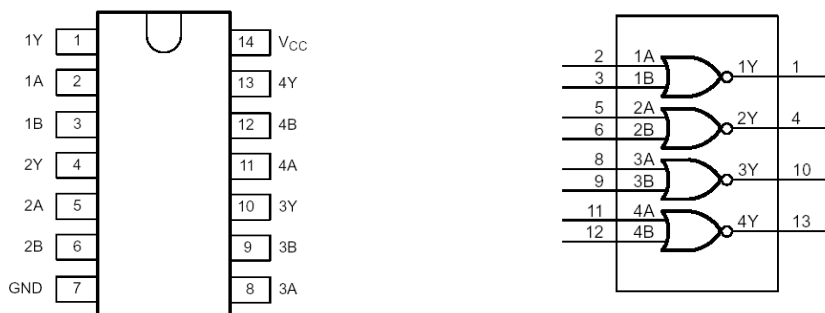 1Y 1 14 VCC
1A 2 13 4Y
1B 3 12 4B
2Y 4 11 4A
2A 5 10 3Y
2B 6 9 3B
GND 7 8 3A
2 1A 1Y 1
3 1B
5 2A 2Y 4
6 2B
8 3A 3Y 10
9 3B
11 4A 4Y 13
12 4B